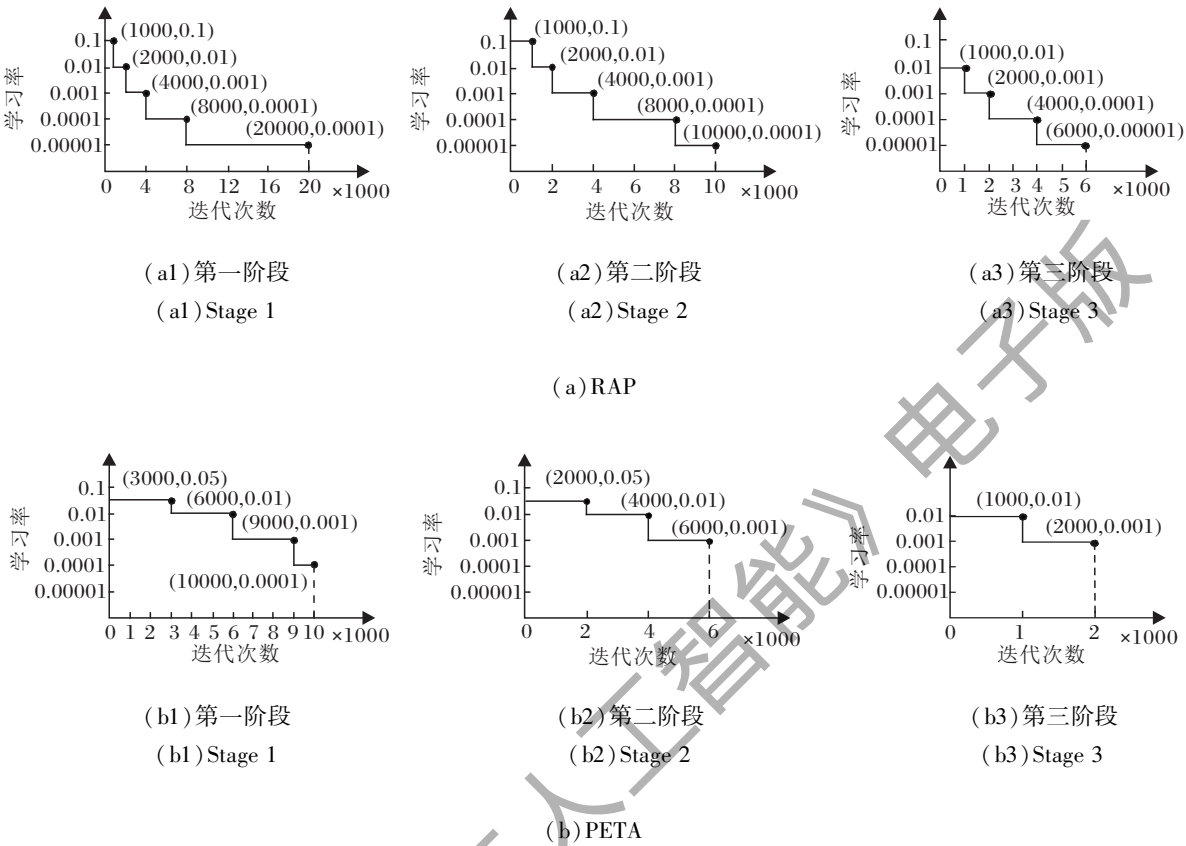 (1000,0.1)
(2000,0.01)
(4000,0.001)
(8000,0.0001)
(20000,0.0001)
0.1
0.01
0.001
0.0001
0.00001
学习率
0 4 8 12 16 20 ×1000
迭代次数
(a1)第一阶段
(a1)Stage 1
(1000,0.1)
(2000,0.01)
(4000,0.001)
(8000,0.0001)
(10000,0.0001)
0.1
0.01
0.001
0.0001
0.00001
学习率
0 2 4 6 8 10 ×1000
迭代次数
(a2)第二阶段
(a2)Stage 2
(1000,0.01)
(2000,0.001)
(4000,0.0001)
(6000,0.00001)
0.1
0.01
0.001
0.0001
0.00001
学习率
0 1 2 3 4 5 6 ×1000
迭代次数
(a3)第三阶段
(a3)Stage 3
(a)RAP
(3000,0.05)
(6000,0.01)
(9000,0.001)
(10000,0.0001)
0.1
0.01
0.001
0.0001
0.00001
学习率
0 1 2 3 4 5 6 7 8 9 10 ×1000
迭代次数
(b1)第一阶段
(b1)Stage 1
(2000,0.05)
(4000,0.01)
(6000,0.001)
0.1
0.01
0.001
0.0001
0.00001
学习率
0 2 4 6 ×1000
迭代次数
(b2)第二阶段
(b2)Stage 2
(1000,0.01)
(2000,0.001)
0.1
0.01
0.001
0.0001
0.00001
学习率
0 1 2 ×1000
迭代次数
(b3)第三阶段
(b3)Stage 3
(b)PETA
人工智能》电子版